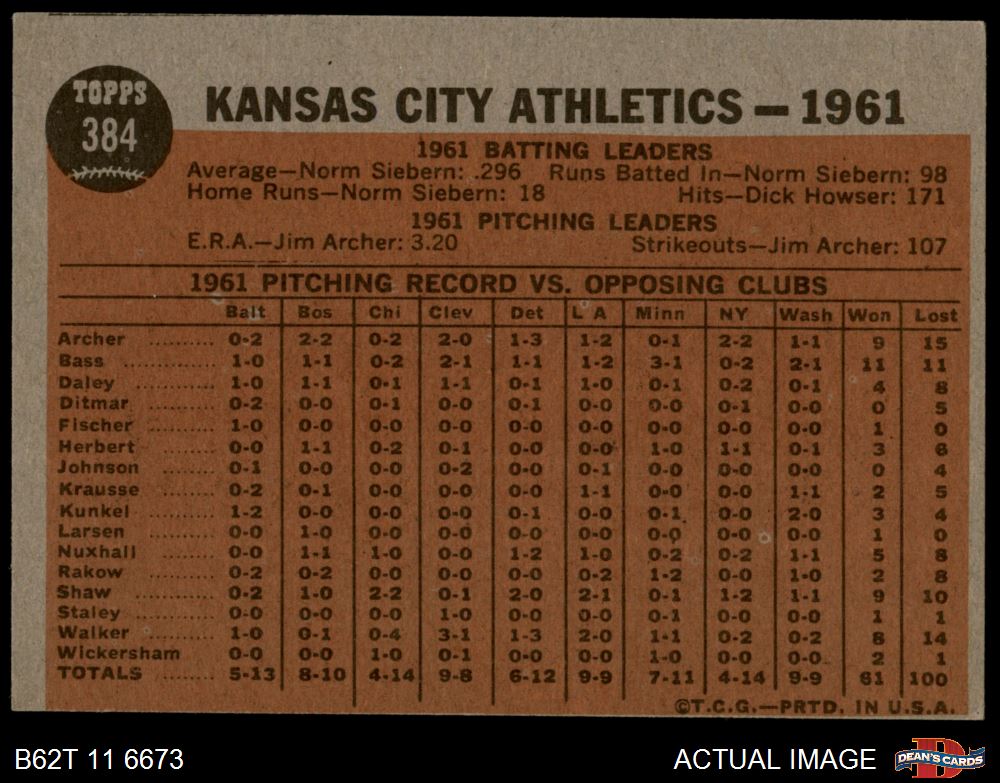 TOPPS
384
KANSAS CITY ATHLETICS — 1961
1961 BATTING LEADERS
Average—Norm Siebern: .296 Runs Batted In—Norm Siebern: 98
Home Runs—Norm Siebern: 18 Hits—Dick Howser: 171
1961 PITCHING LEADERS
E.R.A.—Jim Archer: 3.20 Strikeouts—Jim Archer: 107
1961 PITCHING RECORD VS. OPPOSING CLUBS
Balt Bos Chi Clev Det L A Minn NY Wash Won Lost
Archer .......... 0-2 2-2 0-2 2-0 1-3 1-2 0-1 2-2 1-1 9 15
Bass .............. 1-0 1-1 0-2 2-1 1-1 1-2 3-1 0-2 2-1 11 11
Daley ............ 1-0 1-1 0-1 1-1 0-1 1-0 0-1 0-2 0-1 4 8
Ditmar .......... 0-2 0-0 0-1 0-0 0-1 0-0 0-0 0-1 0-0 0 5
Fischer .......... 1-0 0-0 0-0 0-0 0-0 0-0 0-0 0-0 0-0 1 0
Herbert .......... 0-0 1-1 0-2 0-1 0-0 0-0 1-0 1-1 0-1 3 6
Johnson .......... 0-1 0-0 0-0 0-2 0-0 0-1 0-0 0-0 0-0 0 4
Krausse .......... 0-2 0-1 0-0 0-0 0-0 1-1 0-0 0-0 1-1 2 5
Kunkel .......... 1-2 0-0 0-0 0-0 0-1 0-0 0-1 0-0 2-0 3 4
Larsen .......... 0-0 1-0 0-0 0-0 0-0 0-0 0-0 0-0 0-0 1 0
Nuxhall .......... 0-0 1-1 1-0 0-0 1-2 1-0 0-2 0-2 1-1 5 8
Rakow .......... 0-2 0-2 0-0 0-0 0-0 0-2 1-2 0-0 1-0 2 8
Shaw ............ 0-2 1-0 2-2 0-1 2-0 2-1 0-1 1-2 1-1 9 10
Staley .......... 0-0 0-0 0-0 1-0 0-0 0-0 0-1 0-0 0-0 1 1
Walker .......... 1-0 0-1 0-4 3-1 1-3 2-0 1-1 0-2 0-2 8 14
Wickersham 0-0 0-0 1-0 0-1 0-0 0-0 1-0 0-0 0-0 2 1
TOTALS .......... 5-13 8-10 4-14 9-8 6-12 9-9 7-11 4-14 9-9 61 100
©T.C.G.—PRTD. IN U.S.A.
B62T 11 6673 ACTUAL IMAGE
D
DEAN'S CARDS